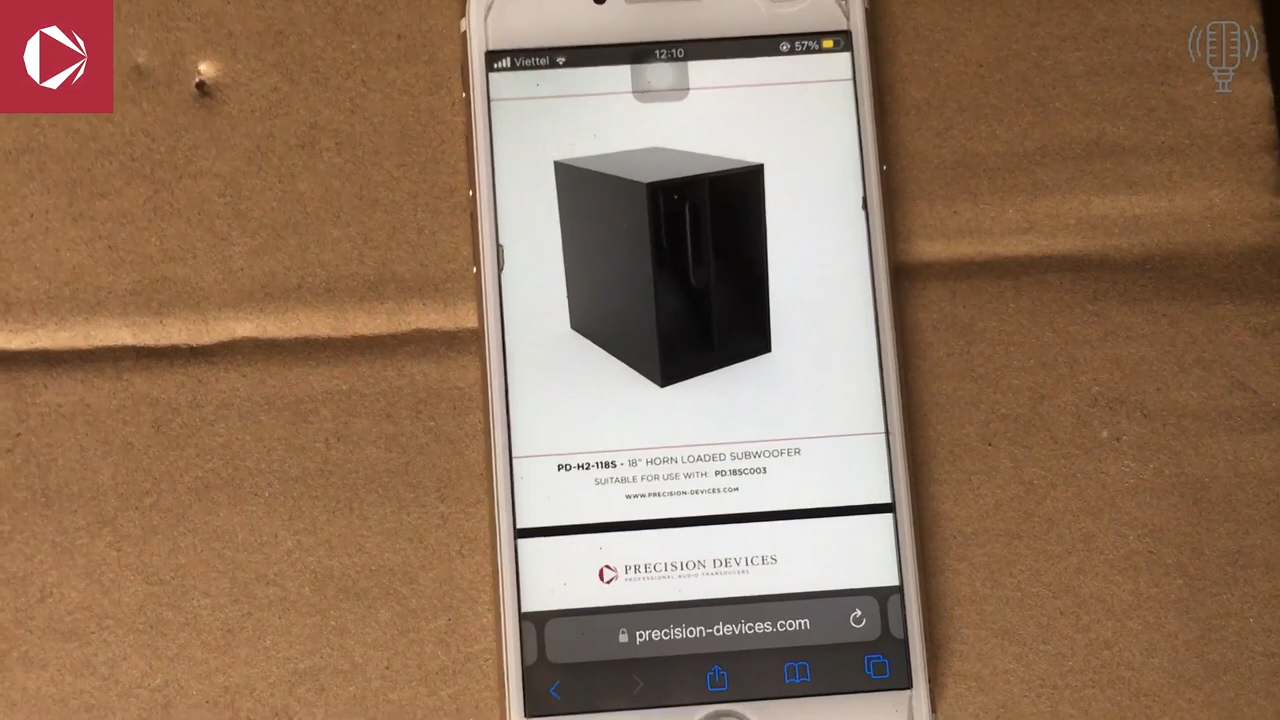 Viettel 12:10 57%
PD-H2-118S - 18" HORN LOADED SUBWOOFER
SUITABLE FOR USE WITH: PD.185C003
WWW.PRECISION-DEVICES.COM
PRECISION DEVICES
PROFESSIONAL AUDIO TRANSDUCERS
precision-devices.com